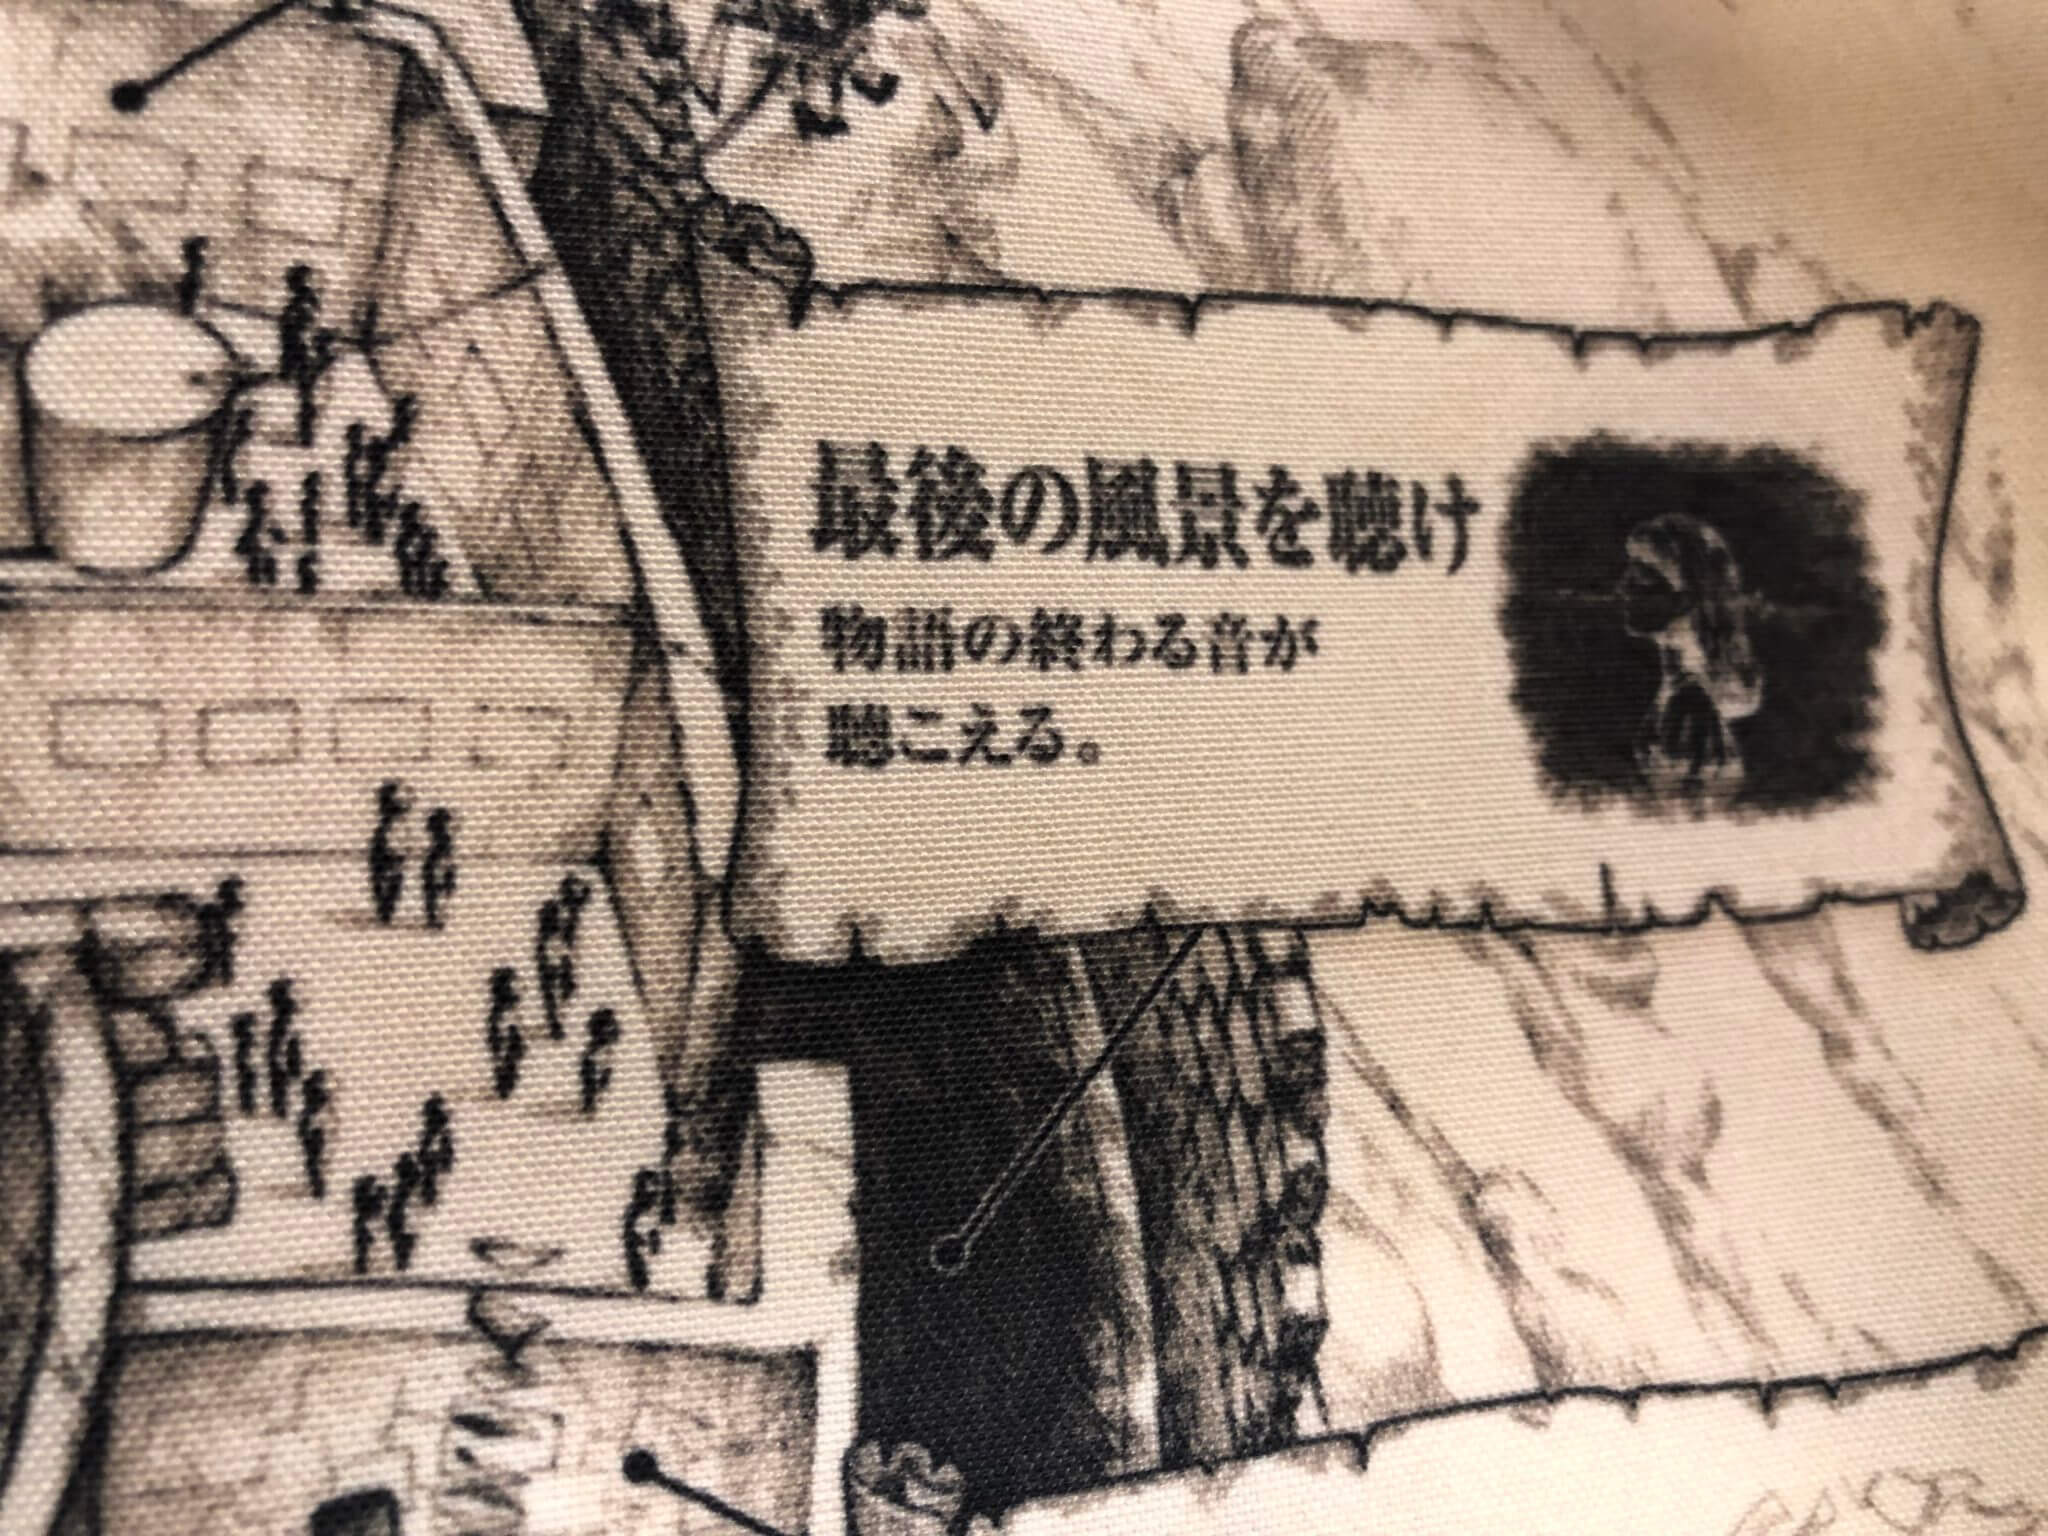 最後の風景を聴け
物語の終わる音が
聴こえる。